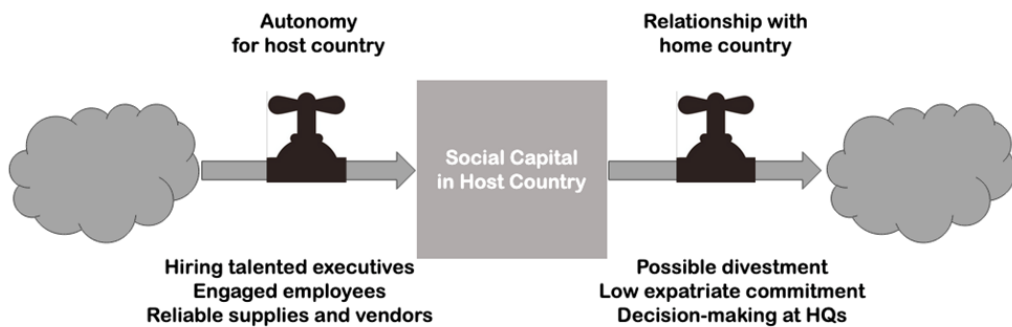 Autonomy
for host country
Relationship with
home country
Social Capital
in Host Country
Hiring talented executives
Engaged employees
Reliable supplies and vendors
Possible divestment
Low expatriate commitment
Decision-making at HQs